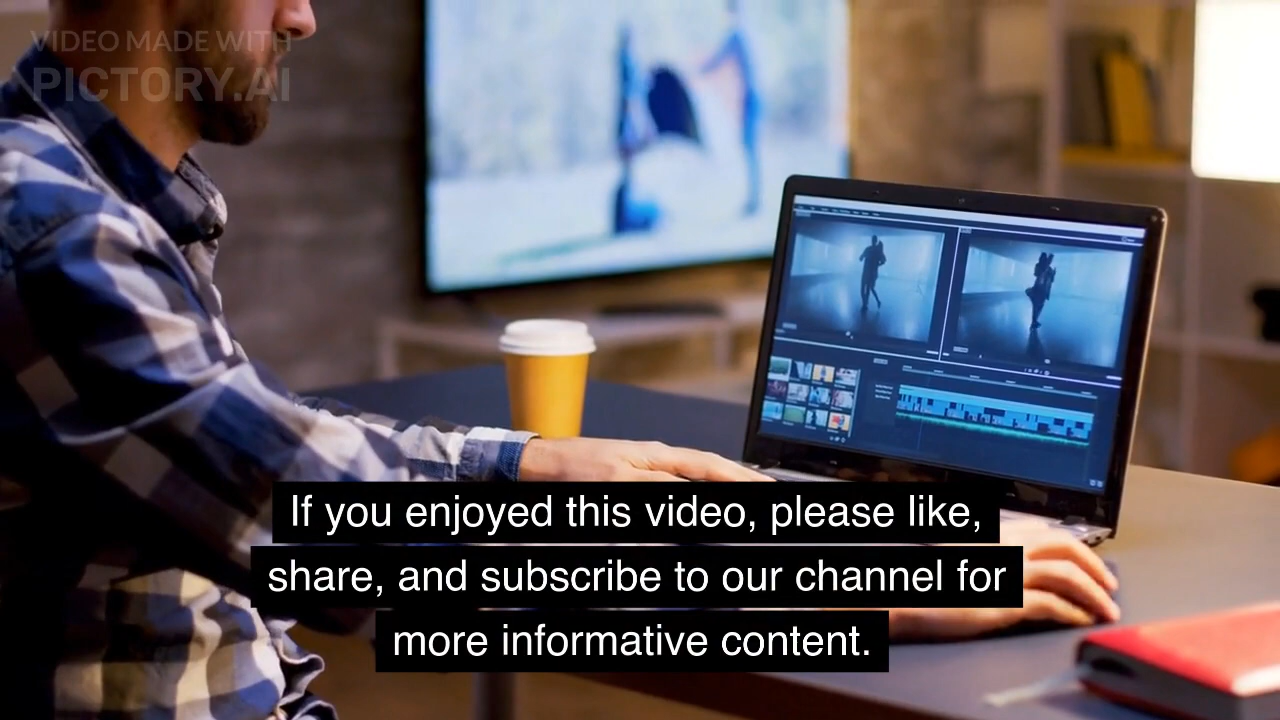 VIDEO MADE WITH
PICTORY.AI
If you enjoyed this video, please like,
share, and subscribe to our channel for
more informative content.